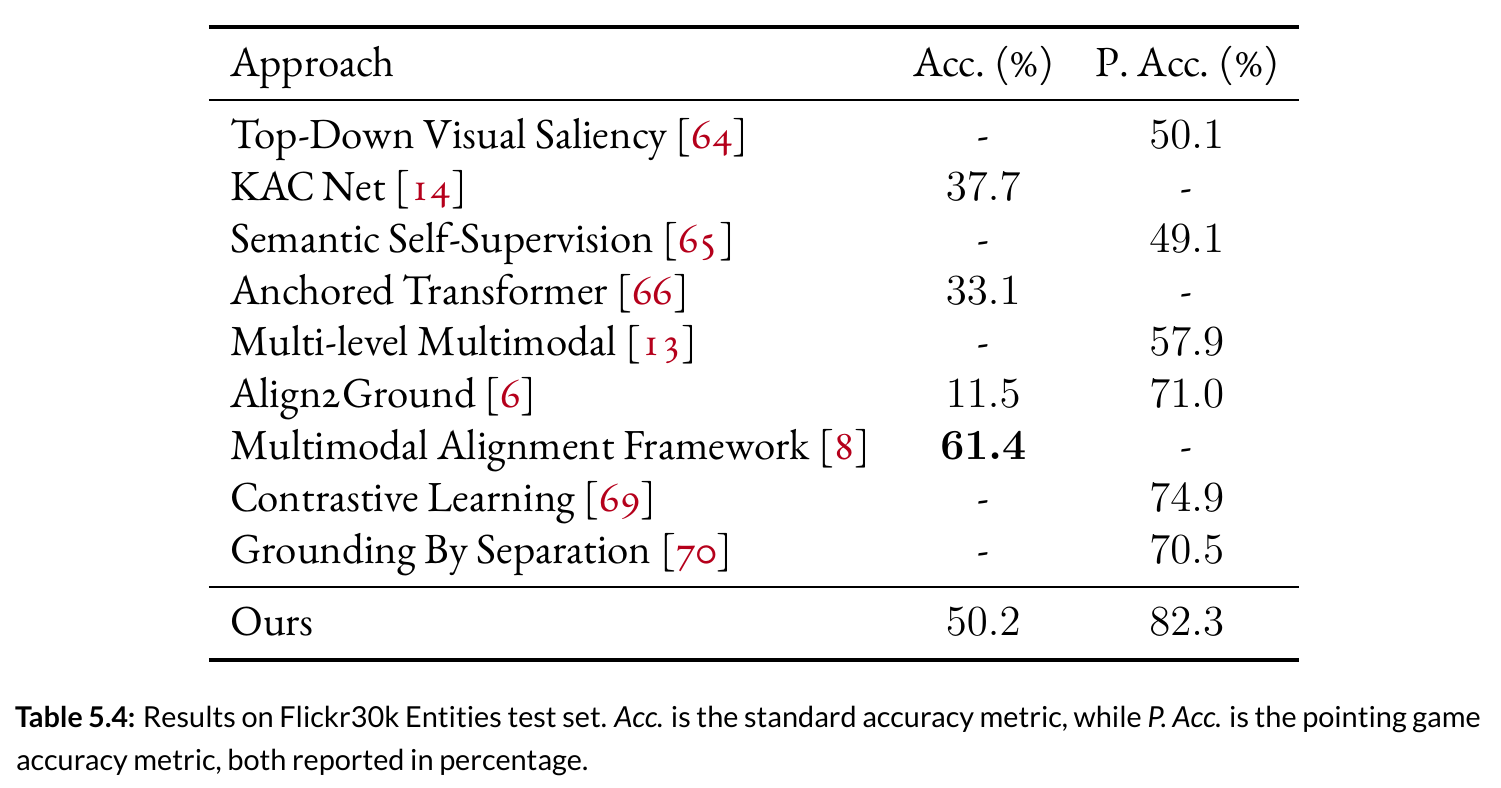 Approach Acc. (%) P. Acc. (%)
Top-Down Visual Saliency [64] - 50.1
KAC Net [14] 37.7 -
Semantic Self-Supervision [65] - 49.1
Anchored Transformer [66] 33.1 -
Multi-level Multimodal [13] - 57.9
Align2Ground [6] 11.5 71.0
Multimodal Alignment Framework [8] 61.4 -
Contrastive Learning [69] - 74.9
Grounding By Separation [70] - 70.5
Ours 50.2 82.3
Table 5.4: Results on Flickr30k Entities test set. Acc. is the standard accuracy metric, while P. Acc. is the pointing game
accuracy metric, both reported in percentage.